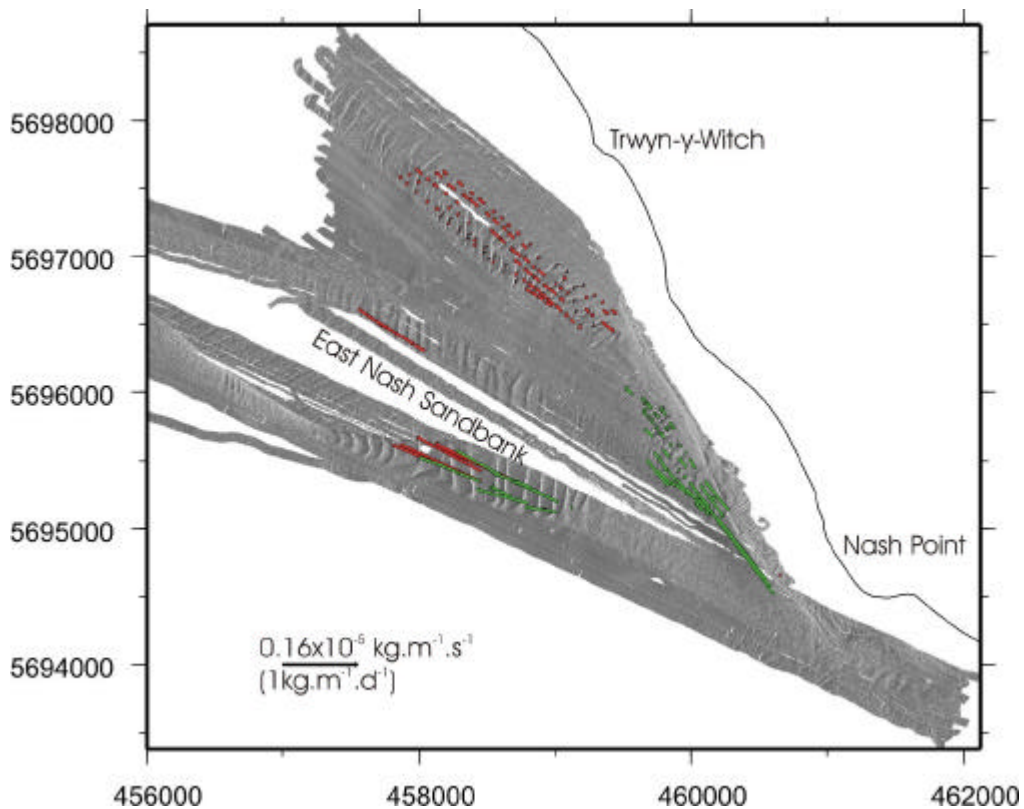 5698000
5697000
5696000
5695000
5694000
Trwyn-y-Witch
East Nash Sandbank
Nash Point
0.16x10⁻⁵ kg.m⁻¹.s⁻¹
(1kg.m⁻¹.d⁻¹)
456000
458000
460000
462000